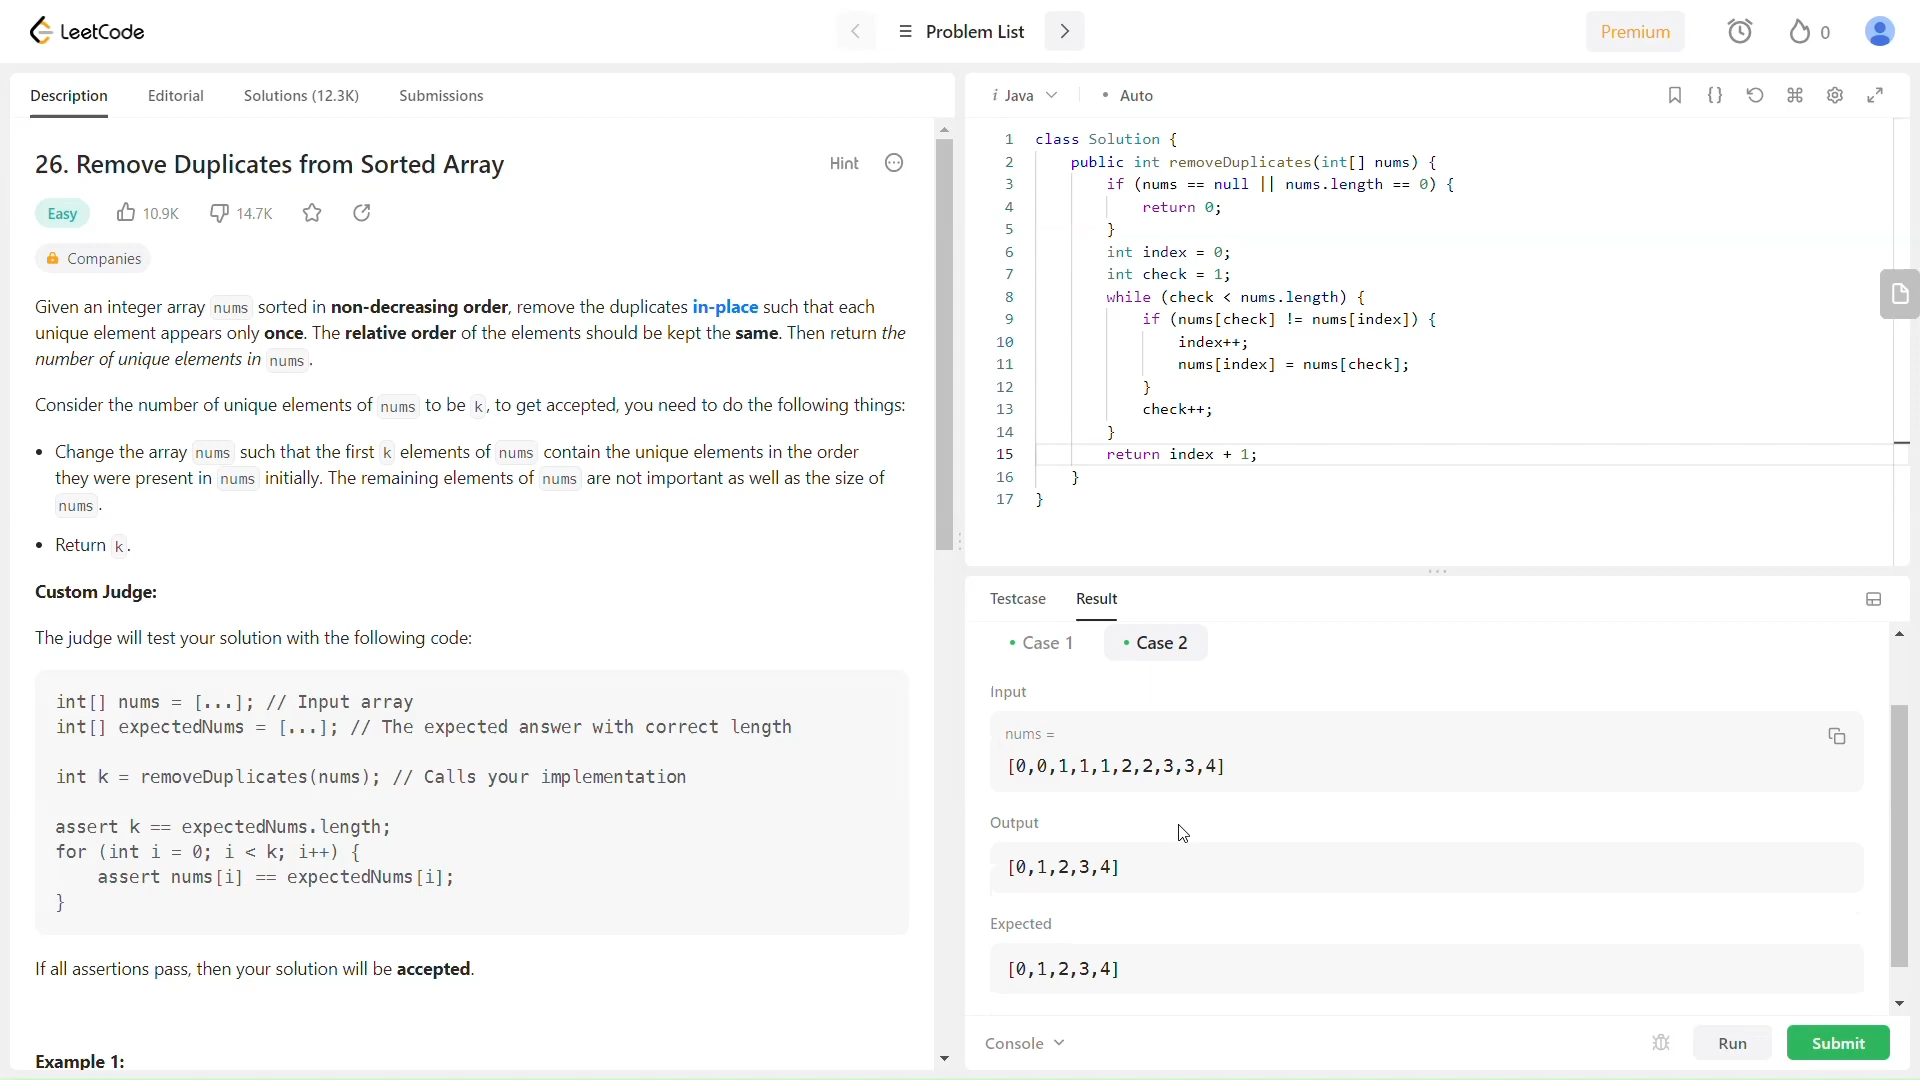 LeetCode
Problem List
Premium
0
Description
Editorial
Solutions (12.3K)
Submissions
26. Remove Duplicates from Sorted Array
Hint
Easy
10.9K
14.7K
Companies
Given an integer array nums sorted in non-decreasing order, remove the duplicates in-place such that each
unique element appears only once. The relative order of the elements should be kept the same. Then return the
number of unique elements in nums.
Consider the number of unique elements of nums to be k, to get accepted, you need to do the following things:
• Change the array nums such that the first k elements of nums contain the unique elements in the order
they were present in nums initially. The remaining elements of nums are not important as well as the size of
nums.
• Return k.
Custom Judge:
The judge will test your solution with the following code:
int[] nums = [...]; // Input array
int[] expectedNums = [...]; // The expected answer with correct length
int k = removeDuplicates(nums); // Calls your implementation
assert k == expectedNums.length;
for (int i = 0; i < k; i++) {
    assert nums[i] == expectedNums[i];
}
If all assertions pass, then your solution will be accepted.
Example 1:
i Java
• Auto
1 class Solution {
2     public int removeDuplicates(int[] nums) {
3         if (nums == null || nums.length == 0) {
4             return 0;
5         }
6         int index = 0;
7         int check = 1;
8         while (check < nums.length) {
9             if (nums[check] != nums[index]) {
10                 index++;
11                 nums[index] = nums[check];
12             }
13             check++;
14         }
15         return index + 1;
16     }
17 }
Testcase
Result
• Case 1
• Case 2
Input
nums =
[0,0,1,1,1,2,2,3,3,4]
Output
[0,1,2,3,4]
Expected
[0,1,2,3,4]
Console
Run
Submit